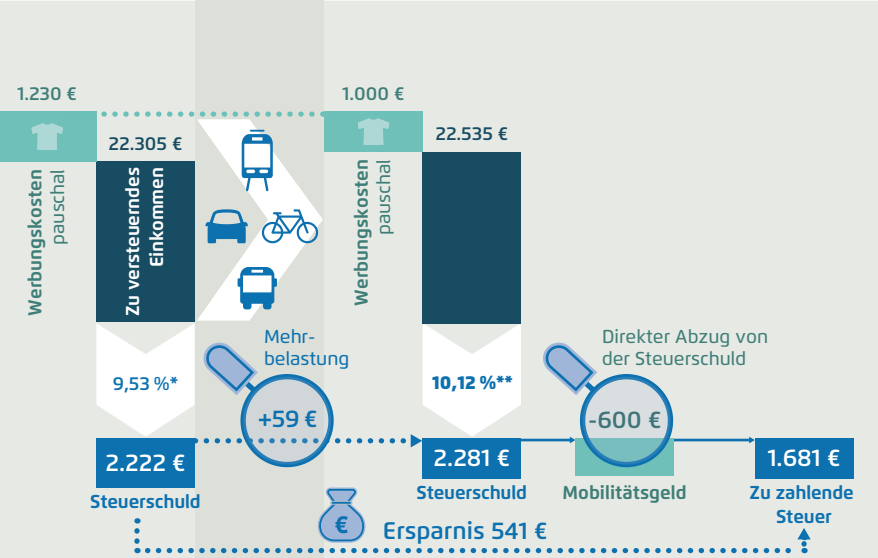 1.230 €
22.305 €
Werbungskosten
pauschal
Zu versteuerndes
Einkommen
9,53 %*
2.222 €
Steuerschuld
Mehr-
belastung
+59 €
1.000 €
22.535 €
Werbungskosten
pauschal
10,12 %**
2.281 €
Steuerschuld
Direkter Abzug von
der Steuerschuld
-600 €
Mobilitätsgeld
1.681 €
Zu zahlende
Steuer
€
Ersparnis 541 €